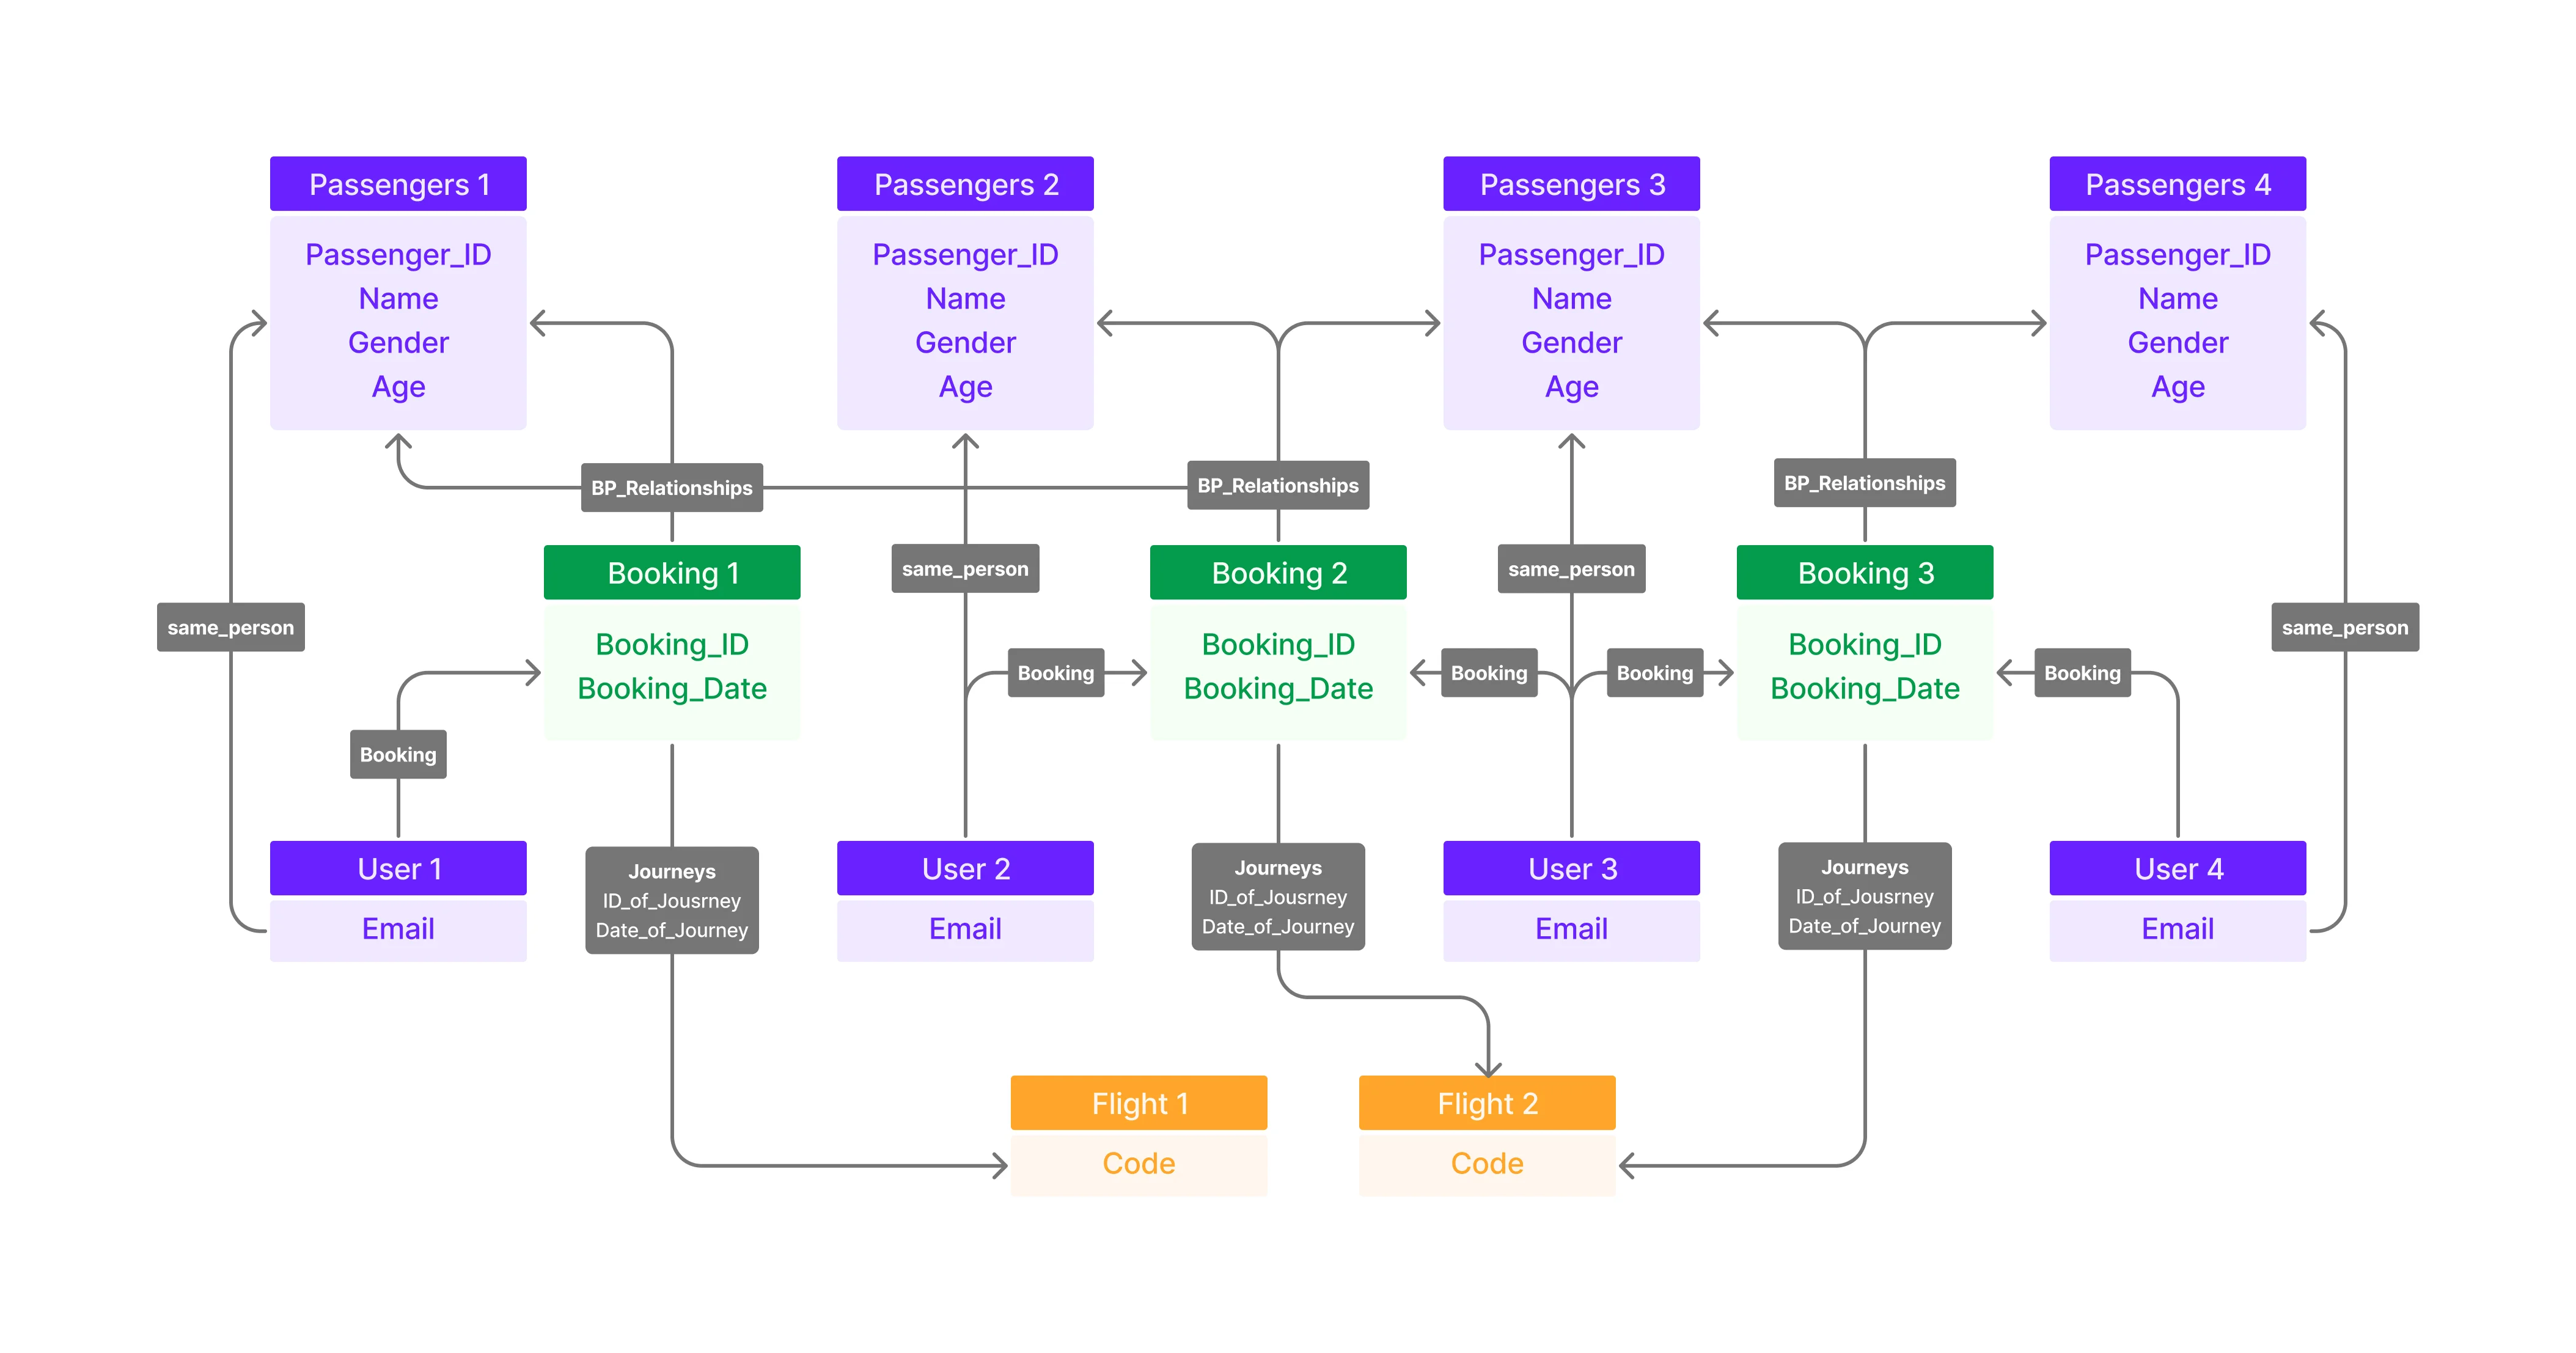 Passengers 1
Passenger_ID
Name
Gender
Age
Passengers 2
Passenger_ID
Name
Gender
Age
Passengers 3
Passenger_ID
Name
Gender
Age
Passengers 4
Passenger_ID
Name
Gender
Age
BP_Relationships
BP_Relationships
BP_Relationships
same_person
Booking 1
Booking_ID
Booking_Date
same_person
Booking 2
Booking_ID
Booking_Date
same_person
Booking 3
Booking_ID
Booking_Date
same_person
Booking
Booking
Booking
Booking
Booking
User 1
Email
Journeys
ID_of_Jousrney
Date_of_Journey
User 2
Email
Journeys
ID_of_Jousrney
Date_of_Journey
User 3
Email
Journeys
ID_of_Jousrney
Date_of_Journey
User 4
Email
Flight 1
Code
Flight 2
Code